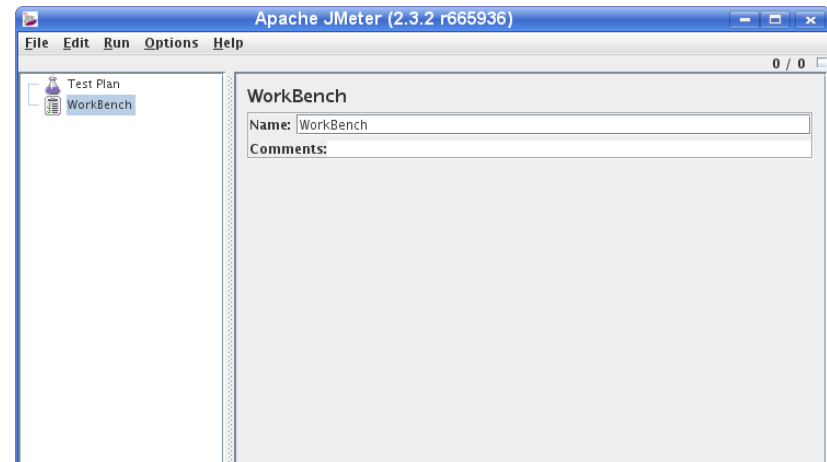 Apache JMeter (2.3.2 r665936)
File Edit Run Options Help
0 / 0
Test Plan
WorkBench
WorkBench
Name: WorkBench
Comments: